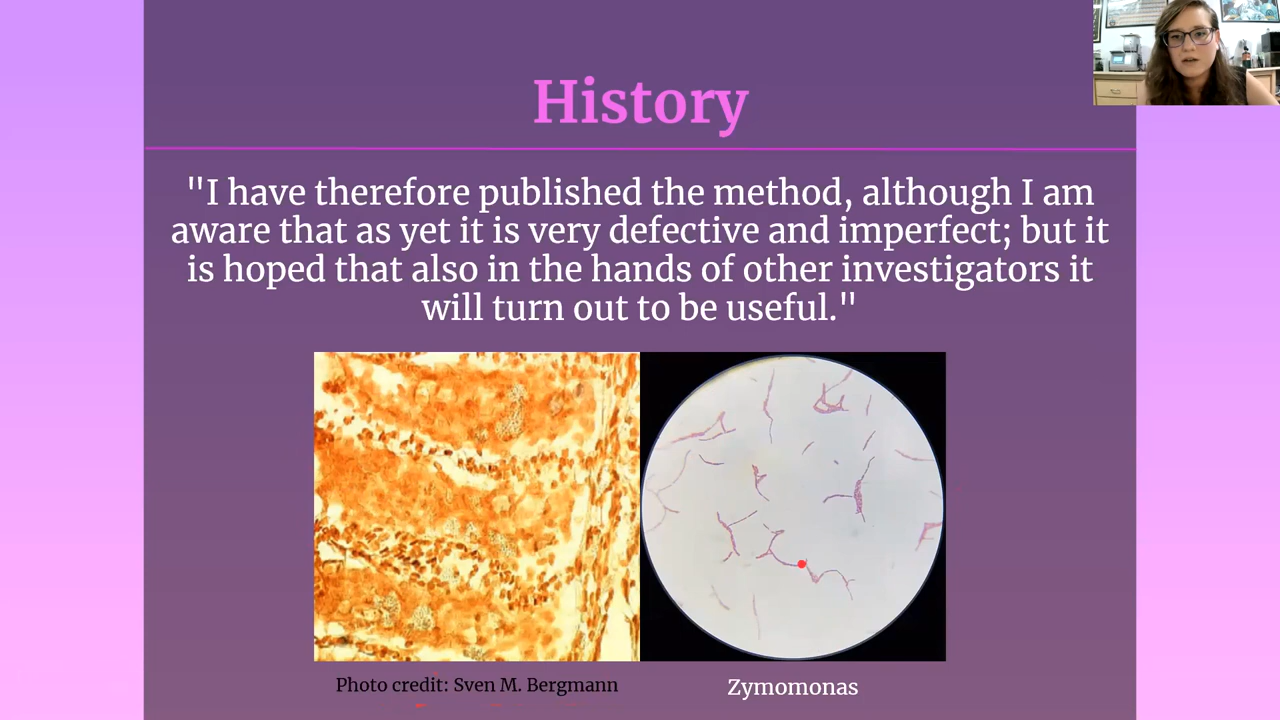 History
"I have therefore published the method, although I am
aware that as yet it is very defective and imperfect; but it
is hoped that also in the hands of other investigators it
will turn out to be useful."
Photo credit: Sven M. Bergmann
Zymomonas